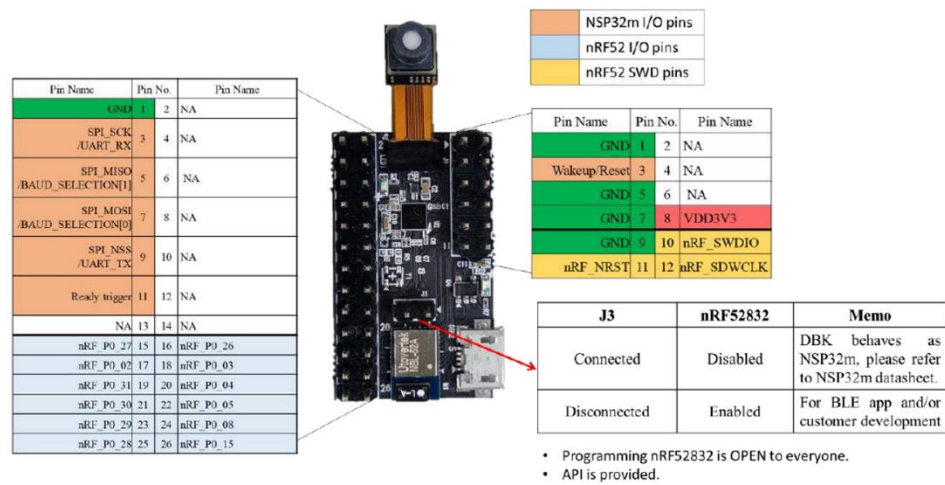 NSP32m I/O pins
nRF52 I/O pins
nRF52 SWD pins
Pin Name Pin No. Pin Name
GND 1 2 NA
SPI_SCK
/UART_RX 3 4 NA
SPI_MISO
/BAUD_SELECTION[1] 5 6 NA
SPI_MOSI
/BAUD_SELECTION[0] 7 8 NA
SPI_NSS
/UART_TX 9 10 NA
Ready trigger 11 12 NA
NA 13 14 NA
nRF_P0_27 15 16 nRF_P0_26
nRF_P0_02 17 18 nRF_P0_03
nRF_P0_31 19 20 nRF_P0_04
nRF_P0_30 21 22 nRF_P0_05
nRF_P0_29 23 24 nRF_P0_08
nRF_P0_28 25 26 nRF_P0_15
Pin Name Pin No. Pin Name
GND 1 2 NA
Wakeup/Reset 3 4 NA
GND 5 6 NA
GND 7 8 VDD3V3
GND 9 10 nRF_SWDIO
nRF_NRST 11 12 nRF_SDWCLK
J3 nRF52832 Memo
Connected Disabled DBK behaves as
NSP32m, please refer
to NSP32m datasheet.
Disconnected Enabled For BLE app and/or
customer development
• Programming nRF52832 is OPEN to everyone.
• API is provided.
2
11
20
26